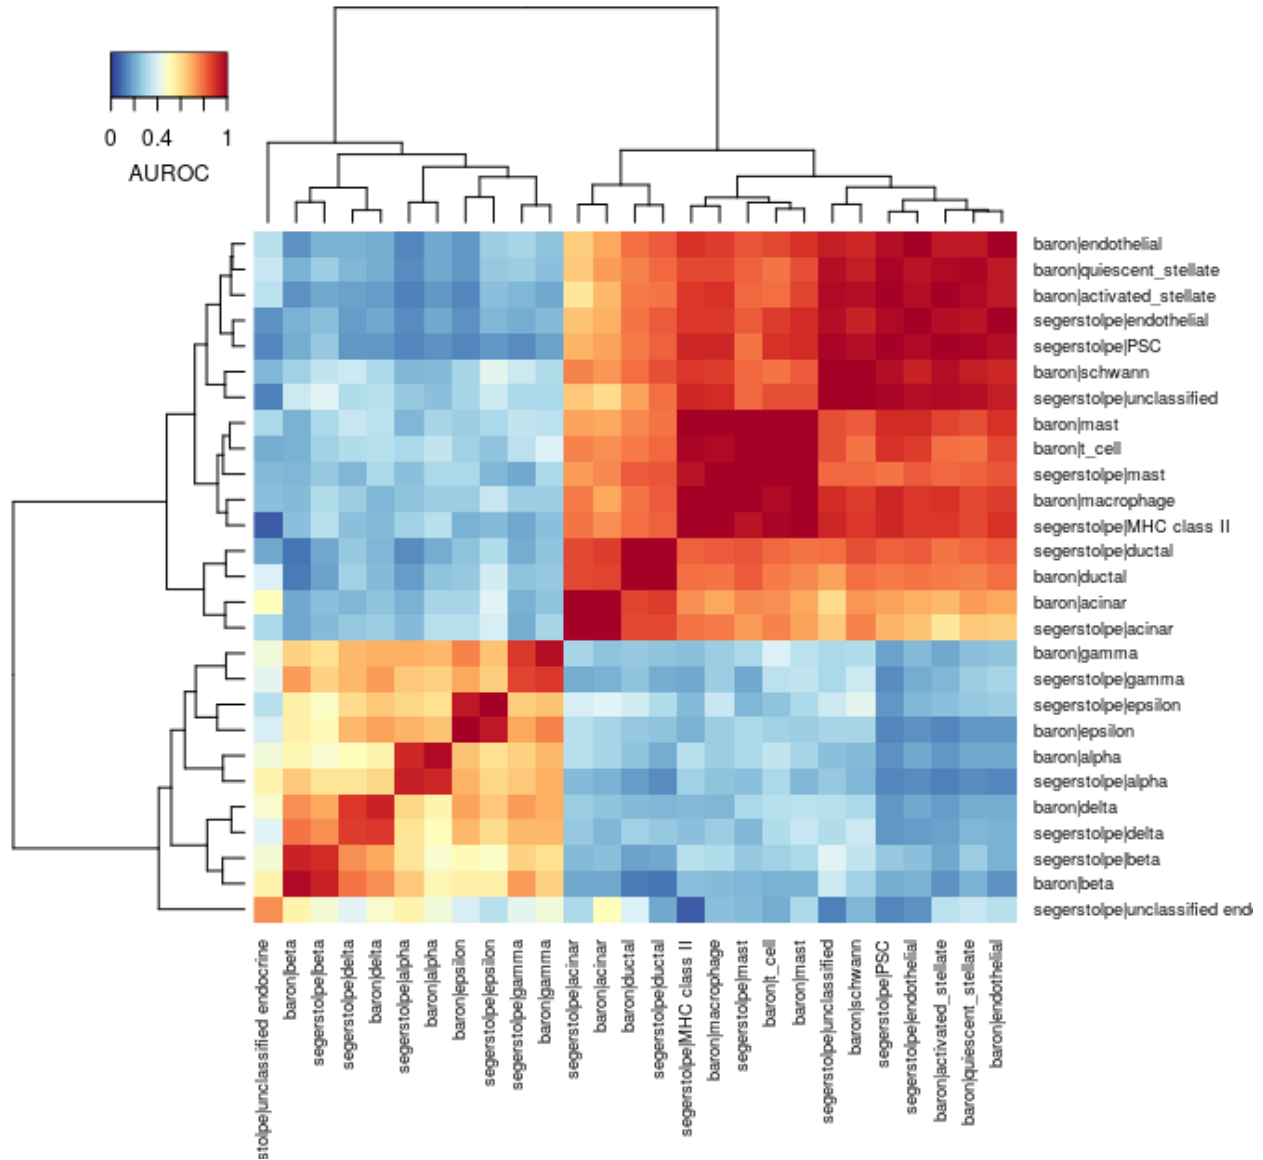 0 0.4 1
AUROC
baron|endothelial
baron|quiescent_stellate
baron|activated_stellate
segerstolpe|endothelial
segerstolpe|PSC
baron|schwann
segerstolpe|unclassified
baron|mast
baron|t_cell
segerstolpe|mast
baron|macrophage
segerstolpe|MHC class II
segerstolpe|ductal
baron|ductal
baron|acinar
segerstolpe|acinar
baron|gamma
segerstolpe|gamma
segerstolpe|epsilon
baron|epsilon
baron|alpha
segerstolpe|alpha
baron|delta
segerstolpe|delta
segerstolpe|beta
baron|beta
segerstolpe|unclassified end
stolpe|unclassified endocrine
baron|beta
segerstolpe|beta
segerstolpe|delta
baron|delta
segerstolpe|alpha
baron|alpha
baron|epsilon
segerstolpe|epsilon
segerstolpe|gamma
baron|gamma
segerstolpe|acinar
baron|acinar
baron|ductal
segerstolpe|ductal
segerstolpe|MHC class II
baron|macrophage
segerstolpe|mast
baron|t_cell
baron|mast
segerstolpe|unclassified
baron|schwann
segerstolpe|PSC
segerstolpe|endothelial
baron|activated_stellate
baron|quiescent_stellate
baron|endothelial